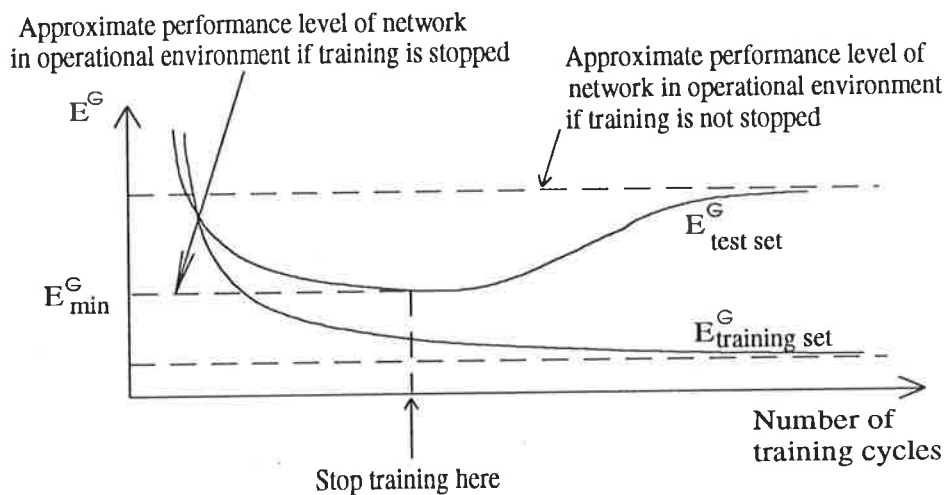 Approximate performance level of network
in operational environment if training is stopped
Approximate performance level of
network in operational environment
if training is not stopped
E^G
E^G_test set
E^G_min
E^G_training set
Number of
training cycles
Stop training here